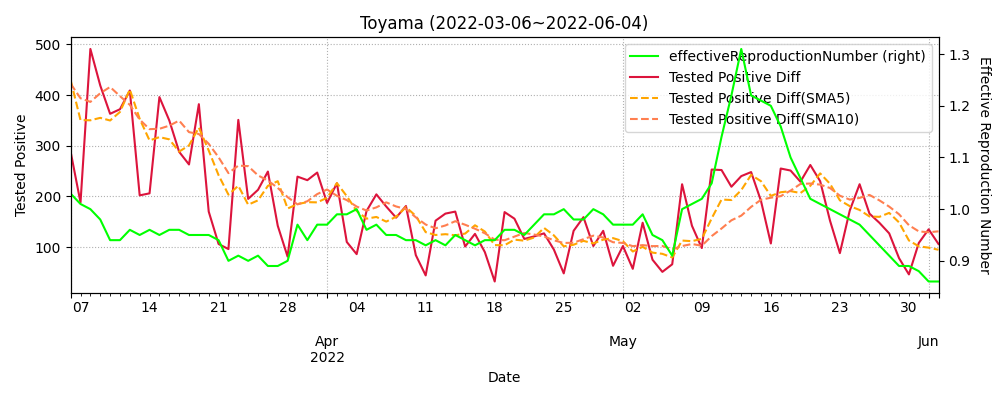 Toyama (2022-03-06~2022-06-04)
effectiveReproductionNumber (right)
Tested Positive Diff
Tested Positive Diff(SMA5)
Tested Positive Diff(SMA10)
Tested Positive
500
400
300
200
100
1.3
1.2
1.1
1.0
0.9
Effective Reproduction Number
07 14 21 28 04 11 18 25 02 09 16 23 30
Apr May Jun
2022
Date